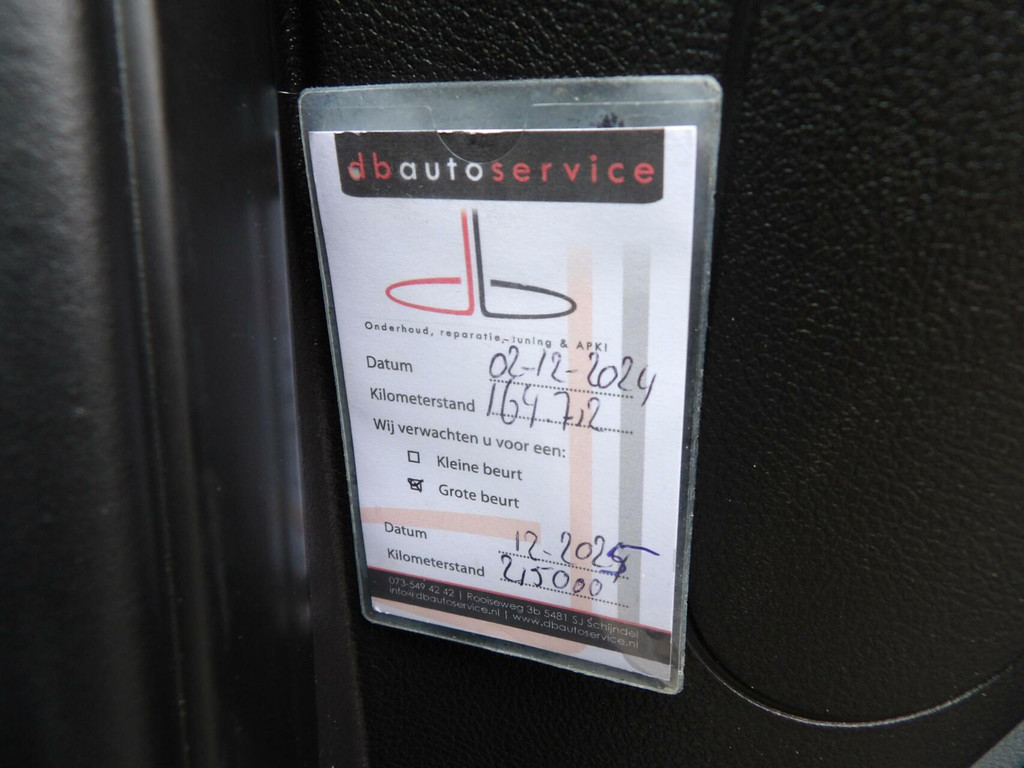 dbautoservice
db
Onderhoud, reparatie, tuning & APK!
Datum 02-12-2024
Kilometerstand
Wij verwachten u voor een:
Kleine beurt
Grote beurt
Datum 12-2025
Kilometerstand 215000
073-549 42 42 | Rooiseweg 3b 5481 SJ Schijndel
info@dbautoservice.nl | www.dbautoservice.nl